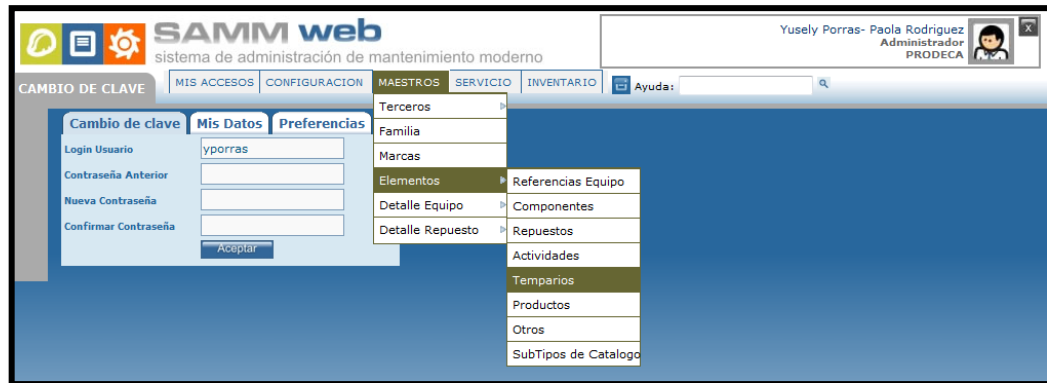 SAMM web
sistema de administración de mantenimiento moderno
Yusely Porras- Paola Rodriguez
Administrador
PRODECA
X
CAMBIO DE CLAVE
MIS ACCESOS
CONFIGURACION
MAESTROS
SERVICIO
INVENTARIO
Ayuda:
Cambio de clave
Mis Datos
Preferencias
Login Usuario
yporras
Contraseña Anterior
Nueva Contraseña
Confirmar Contraseña
Aceptar
Terceros
Familia
Marcas
Elementos
Detalle Equipo
Detalle Repuesto
Referencias Equipo
Componentes
Repuestos
Actividades
Temparios
Productos
Otros
SubTipos de Catalogo